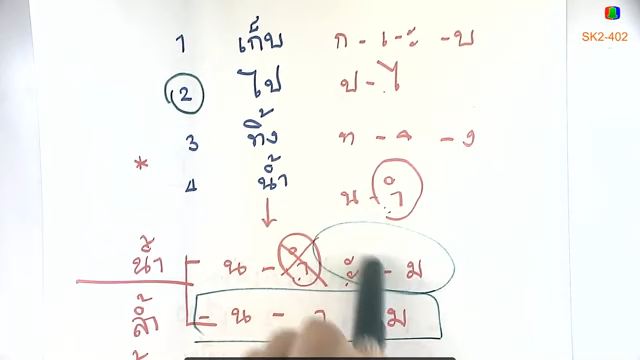 SK2-402
1 เก็บ ก - เ-ะ - บ
2 ไป ป - ไ
3 ทิ้ง ท - ิ - ง
* 4 น้ำ น - ำ
น้ำ - น - ำ ะ - ม
ล้ำ - น - า ม